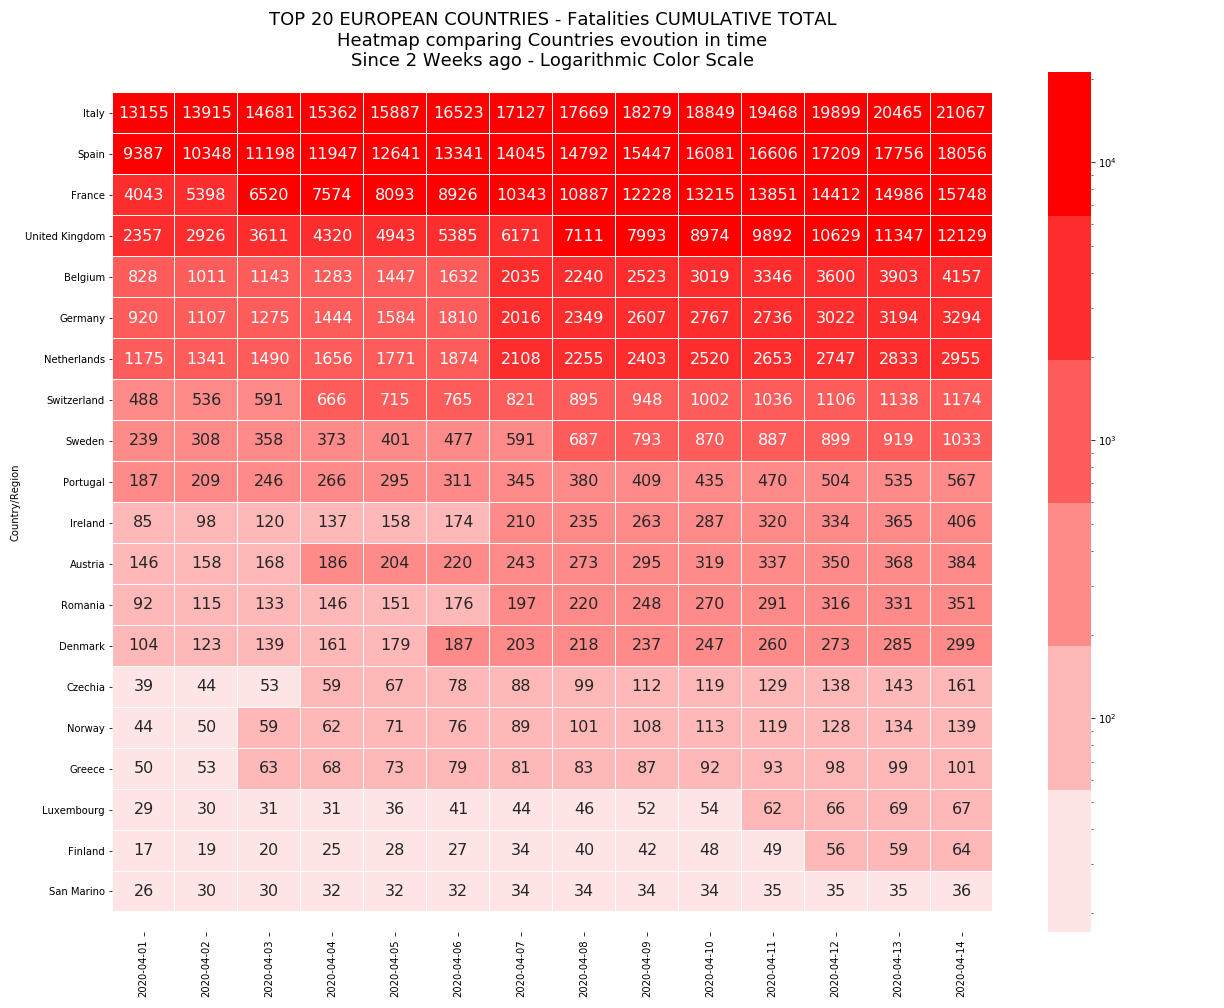 TOP 20 EUROPEAN COUNTRIES - Fatalities CUMULATIVE TOTAL
Heatmap comparing Countries evoution in time
Since 2 Weeks ago - Logarithmic Color Scale
Italy 13155 13915 14681 15362 15887 16523 17127 17669 18279 18849 19468 19899 20465 21067
Spain 9387 10348 11198 11947 12641 13341 14045 14792 15447 16081 16606 17209 17756 18056
France 4043 5398 6520 7574 8093 8926 10343 10887 12228 13215 13851 14412 14986 15748
United Kingdom 2357 2926 3611 4320 4943 5385 6171 7111 7993 8974 9892 10629 11347 12129
Belgium 828 1011 1143 1283 1447 1632 2035 2240 2523 3019 3346 3600 3903 4157
Germany 920 1107 1275 1444 1584 1810 2016 2349 2607 2767 2736 3022 3194 3294
Netherlands 1175 1341 1490 1656 1771 1874 2108 2255 2403 2520 2653 2747 2833 2955
Switzerland 488 536 591 666 715 765 821 895 948 1002 1036 1106 1138 1174
Sweden 239 308 358 373 401 477 591 687 793 870 887 899 919 1033
Portugal 187 209 246 266 295 311 345 380 409 435 470 504 535 567
Ireland 85 98 120 137 158 174 210 235 263 287 320 334 365 406
Austria 146 158 168 186 204 220 243 273 295 319 337 350 368 384
Romania 92 115 133 146 151 176 197 220 248 270 291 316 331 351
Denmark 104 123 139 161 179 187 203 218 237 247 260 273 285 299
Czechia 39 44 53 59 67 78 88 99 112 119 129 138 143 161
Norway 44 50 59 62 71 76 89 101 108 113 119 128 134 139
Greece 50 53 63 68 73 79 81 83 87 92 93 98 99 101
Luxembourg 29 30 31 31 36 41 44 46 52 54 62 66 69 67
Finland 17 19 20 25 28 27 34 40 42 48 49 56 59 64
San Marino 26 30 30 32 32 32 34 34 34 34 35 35 35 36
2020-04-01 2020-04-02 2020-04-03 2020-04-04 2020-04-05 2020-04-06 2020-04-07 2020-04-08 2020-04-09 2020-04-10 2020-04-11 2020-04-12 2020-04-13 2020-04-14
Country/Region
10⁴
10³
10²